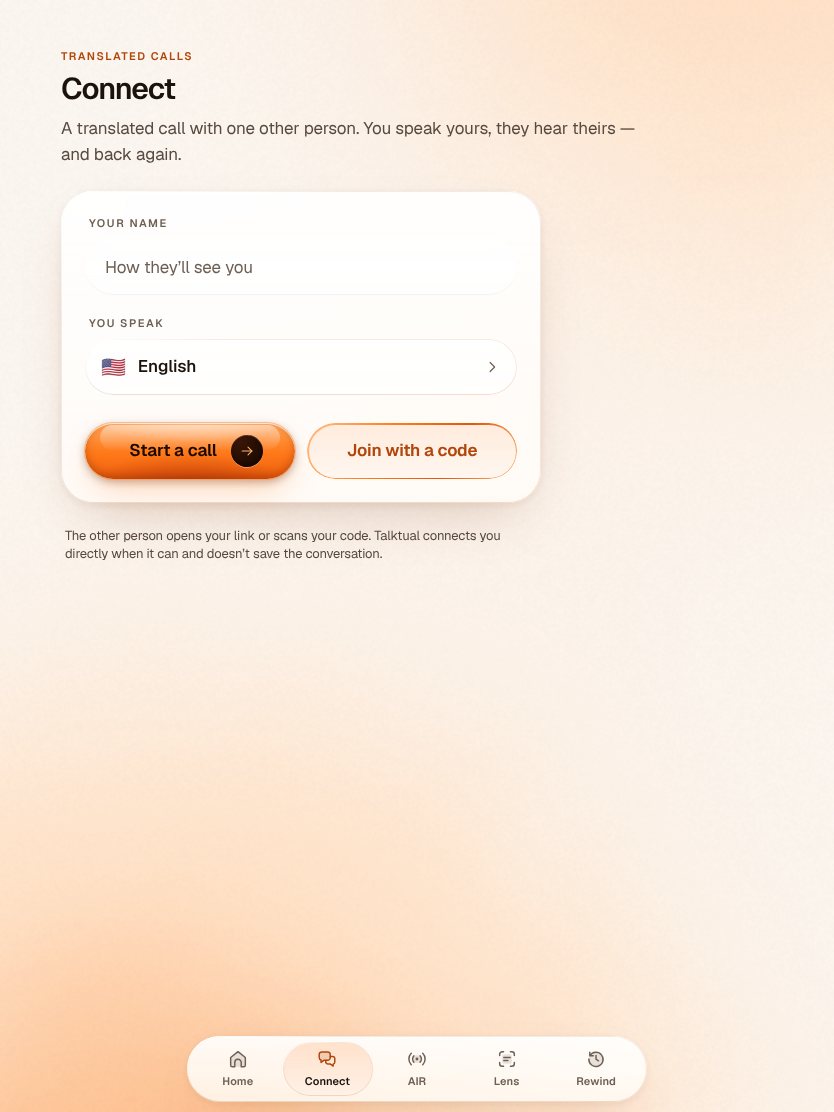 TRANSLATED CALLS
Connect
A translated call with one other person. You speak yours, they hear theirs —
and back again.
YOUR NAME
How they’ll see you
YOU SPEAK
English
Start a call
Join with a code
The other person opens your link or scans your code. Talktual connects you
directly when it can and doesn’t save the conversation.
Home
Connect
AIR
Lens
Rewind